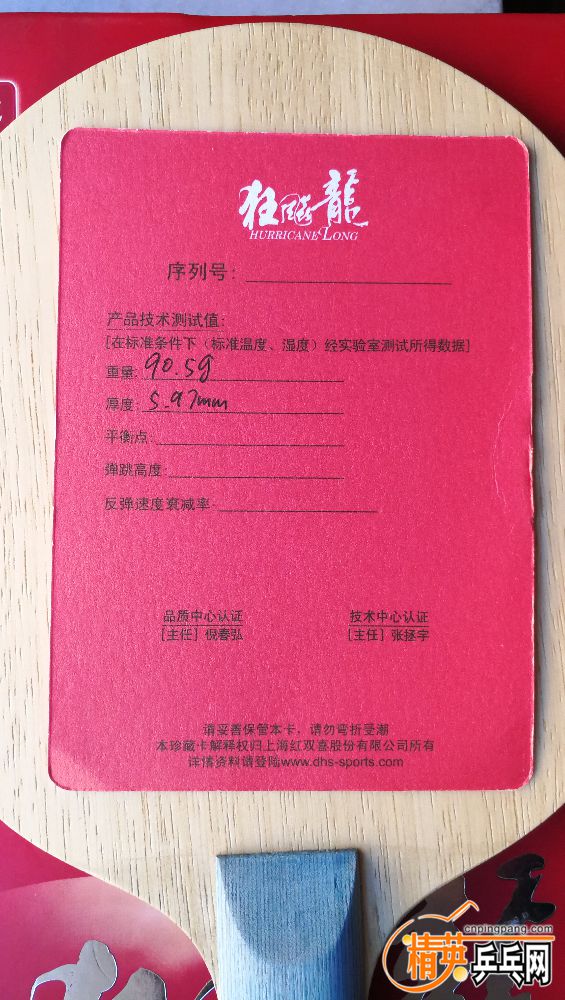 狂飚龍
HURRICANE LONG
序列号:
产品技术测试值:
[在标准条件下（标准温度、湿度）经实验室测试所得数据]
重量: 90.5g
厚度: 5.97mm
平衡点:
弹跳高度:
反弹速度衰减率:
品质中心认证 技术中心认证
[主任] 倪春弘 [主任] 张拯宇
请妥善保管本卡，请勿弯折受潮
本珍藏卡解释权归上海红双喜股份有限公司所有
详情资料请登陆www.dhs-sports.com
cnpingpang.com
精英乒乓网